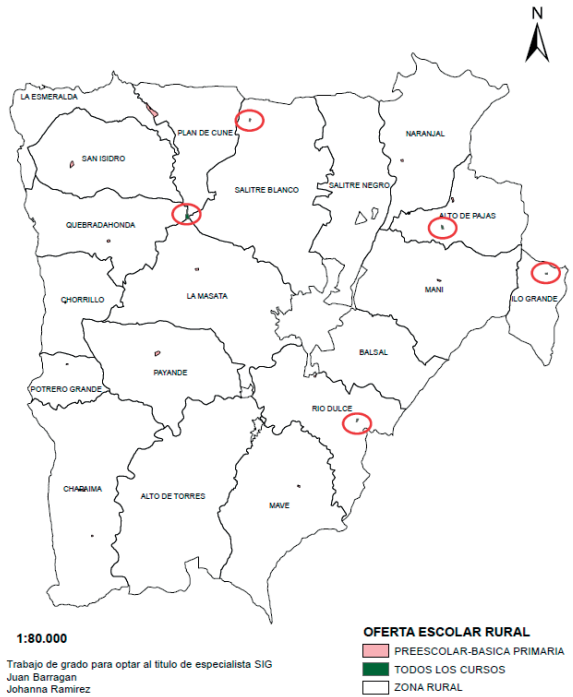 N
LA ESMERALDA
PLAN DE CUNE
NARANJAL
SAN ISIDRO
SALITRE BLANCO
SALITRE NEGRO
ALTO DE PAJAS
QUEBRADAHONDA
LA MASATA
MANI
CHORRILLO
ILO GRANDE
BALSAL
PAYANDE
POTRERO GRANDE
RIO DULCE
CHAPAIMA
ALTO DE TORRES
MAVE
1:80.000
Trabajo de grado para optar al titulo de especialista SIG
Juan Barragan
Johanna Ramirez
OFERTA ESCOLAR RURAL
PREESCOLAR-BASICA PRIMARIA
TODOS LOS CURSOS
ZONA RURAL